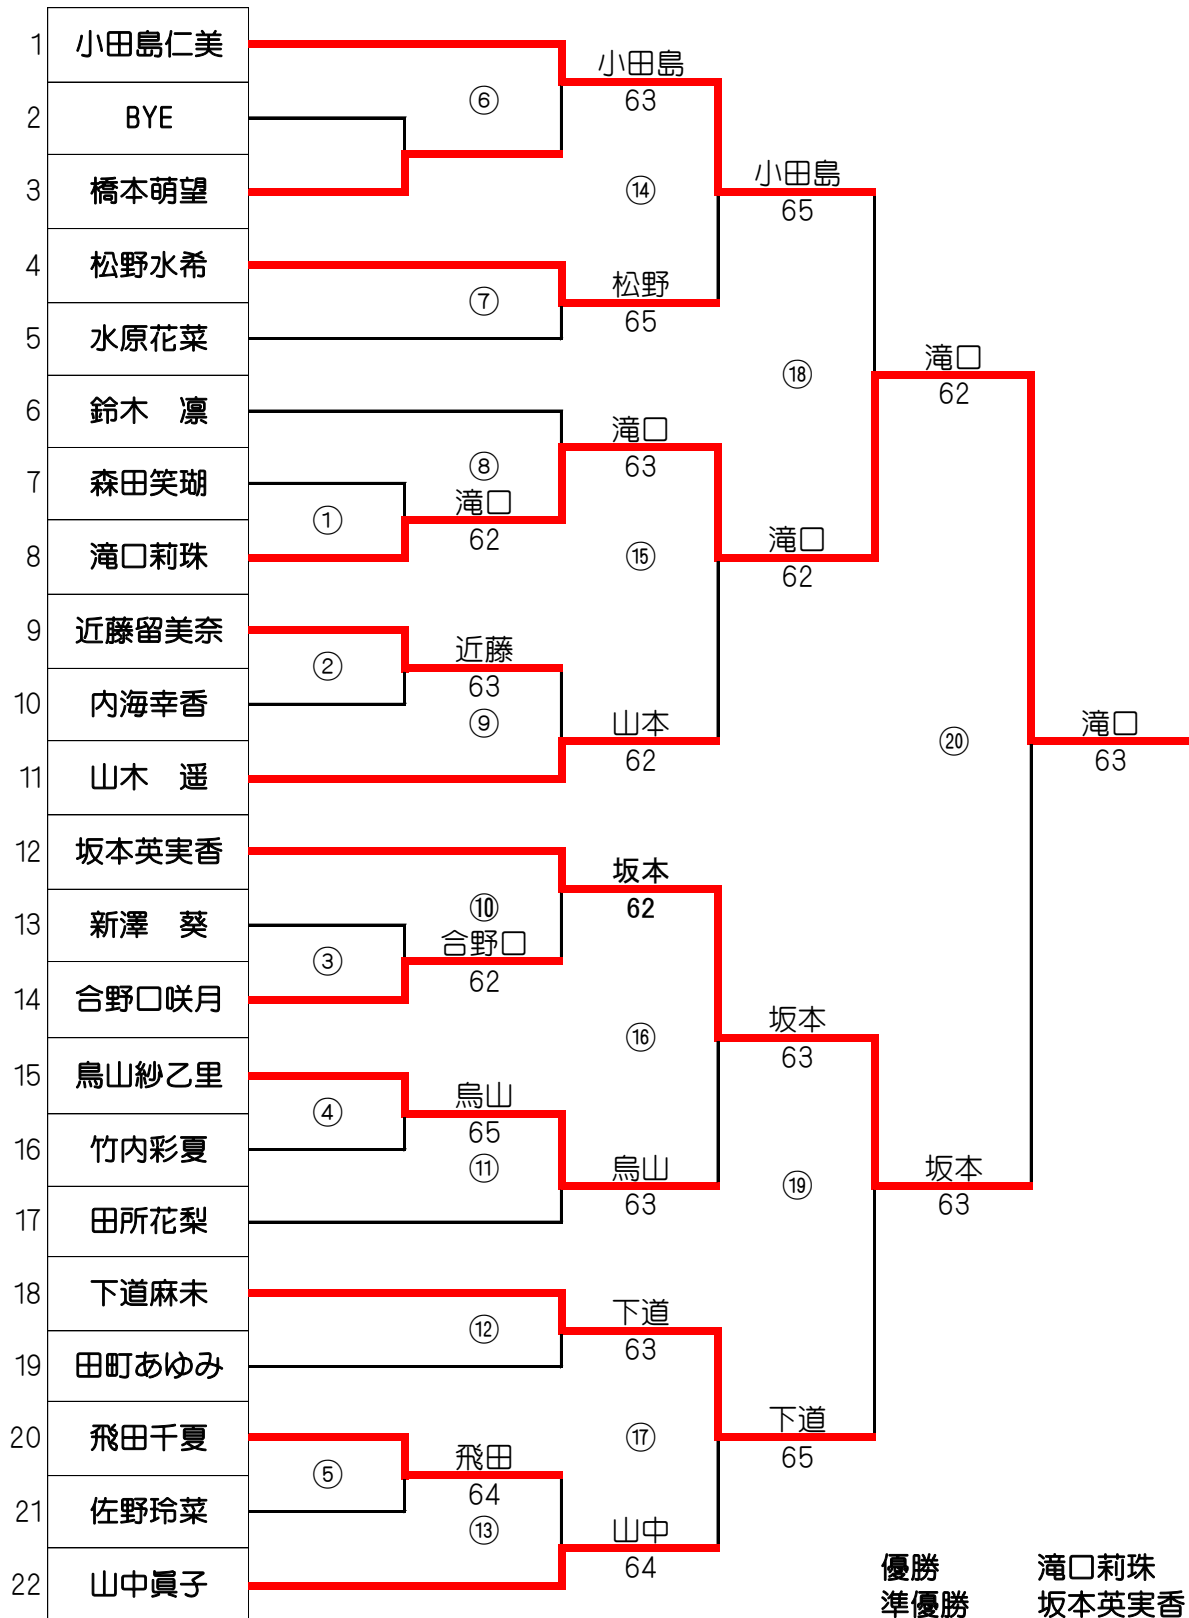 1 小田島仁美
2 BYE
3 橋本萌望
4 松野水希
5 水原花菜
6 鈴木　凛
7 森田笑瑚
8 滝口莉珠
9 近藤留美奈
10 内海幸香
11 山木　遥
12 坂本英実香
13 新澤　葵
14 合野口咲月
15 鳥山紗乙里
16 竹内彩夏
17 田所花梨
18 下道麻未
19 田町あゆみ
20 飛田千夏
21 佐野玲菜
22 山中眞子
①
滝口
62
②
近藤
63
③
合野口
62
④
烏山
65
⑤
飛田
64
⑥
小田島
63
⑦
松野
65
⑧
滝口
63
⑨
山本
62
⑩
坂本
62
⑪
烏山
63
⑫
下道
63
⑬
山中
64
⑭
小田島
65
⑮
滝口
62
⑯
坂本
63
⑰
下道
65
⑱
滝口
62
⑲
坂本
63
⑳
滝口
63
優勝　滝口莉珠
準優勝　坂本英実香